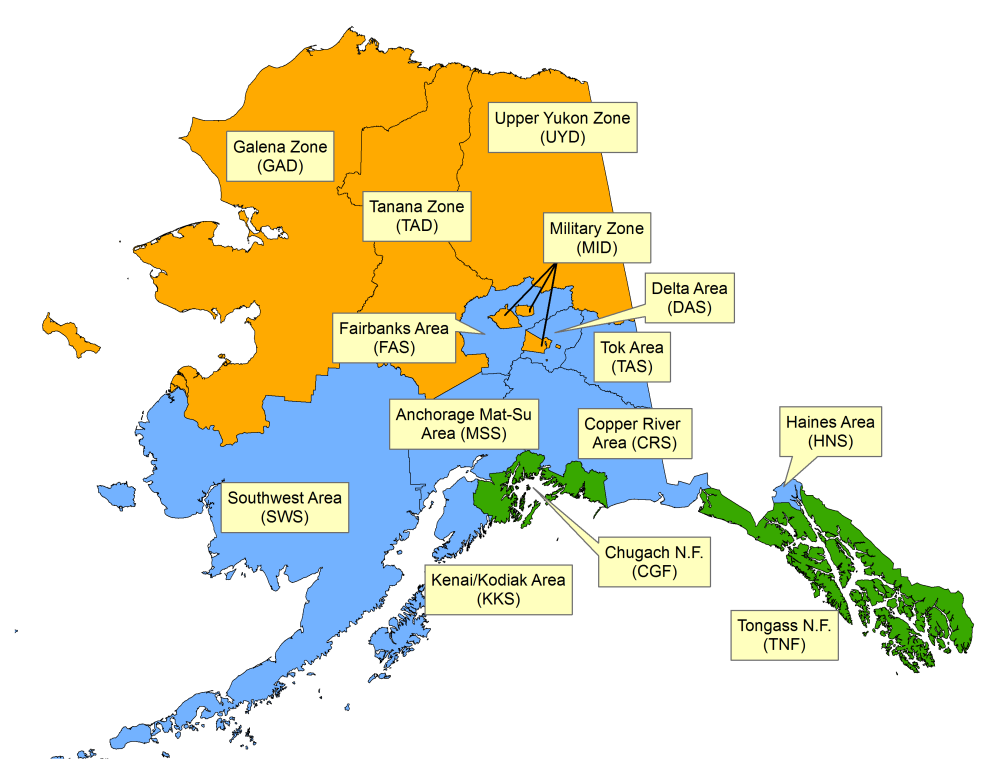 Upper Yukon Zone
(UYD)
Galena Zone
(GAD)
Tanana Zone
(TAD)
Military Zone
(MID)
Delta Area
(DAS)
Fairbanks Area
(FAS)
Tok Area
(TAS)
Anchorage Mat-Su
Area (MSS)
Copper River
Area (CRS)
Haines Area
(HNS)
Southwest Area
(SWS)
Chugach N.F.
(CGF)
Kenai/Kodiak Area
(KKS)
Tongass N.F.
(TNF)